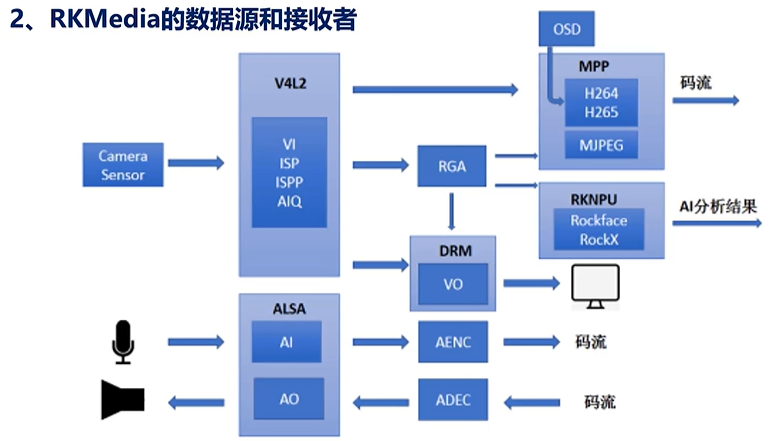 2、RKMedia的数据源和接收者
OSD
V4L2
MPP
H264
H265
码流
MJPEG
Camera
Sensor
VI
ISP
ISPP
AIQ
RGA
RKNPU
Rockface
RockX
AI分析结果
DRM
VO
ALSA
AI
AENC
码流
AO
ADEC
码流